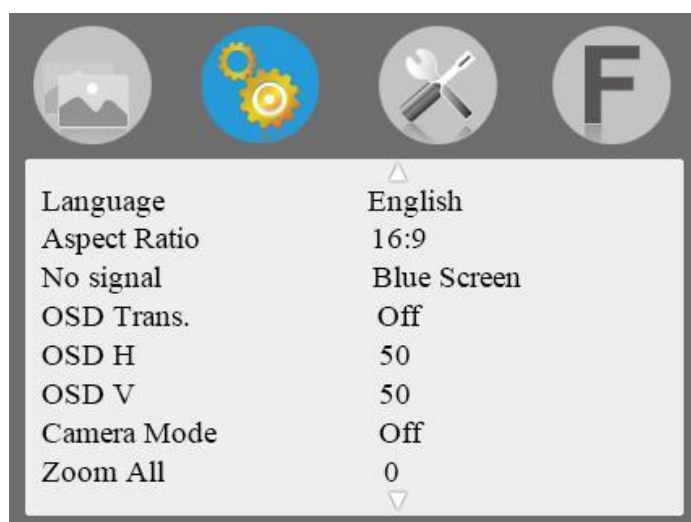 F
Language English
Aspect Ratio 16:9
No signal Blue Screen
OSD Trans. Off
OSD H 50
OSD V 50
Camera Mode Off
Zoom All 0